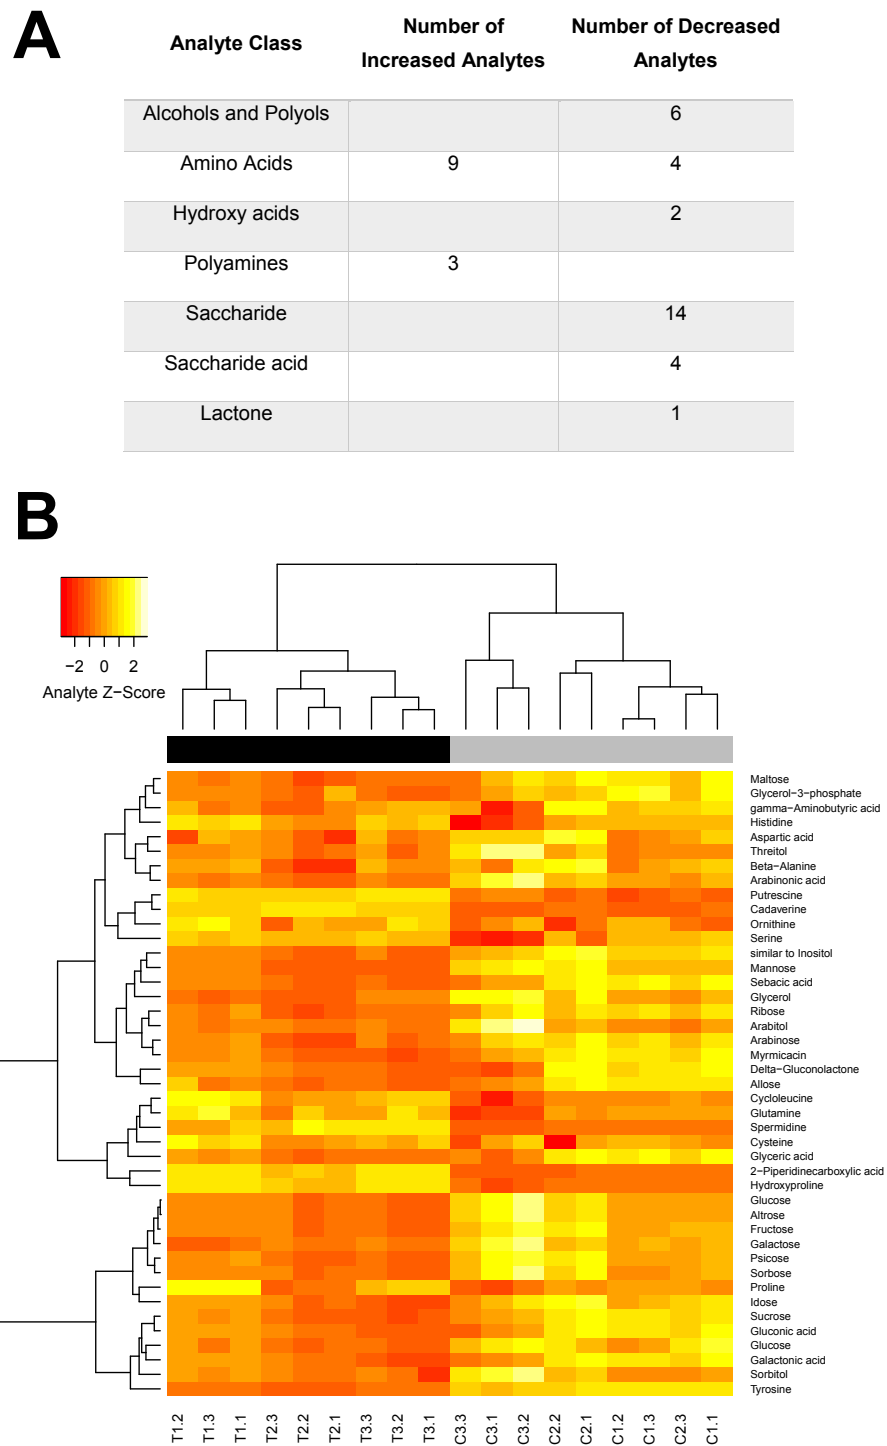 A
Analyte Class
Number of
Increased Analytes
Number of Decreased
Analytes
Alcohols and Polyols 6
Amino Acids 9 4
Hydroxy acids 2
Polyamines 3
Saccharide 14
Saccharide acid 4
Lactone 1
B
−2 0 2
Analyte Z−Score
Maltose
Glycerol−3−phosphate
gamma−Aminobutyric acid
Histidine
Aspartic acid
Threitol
Beta−Alanine
Arabinonic acid
Putrescine
Cadaverine
Ornithine
Serine
similar to Inositol
Mannose
Sebacic acid
Glycerol
Ribose
Arabitol
Arabinose
Myrmicacin
Delta−Gluconolactone
Allose
Cycloleucine
Glutamine
Spermidine
Cysteine
Glyceric acid
2−Piperidinecarboxylic acid
Hydroxyproline
Glucose
Altrose
Fructose
Galactose
Psicose
Sorbose
Proline
Idose
Sucrose
Gluconic acid
Glucose
Galactonic acid
Sorbitol
Tyrosine
T1.2
T1.3
T1.1
T2.3
T2.2
T2.1
T3.3
T3.2
T3.1
C3.3
C3.1
C3.2
C2.2
C2.1
C1.2
C1.3
C2.3
C1.1